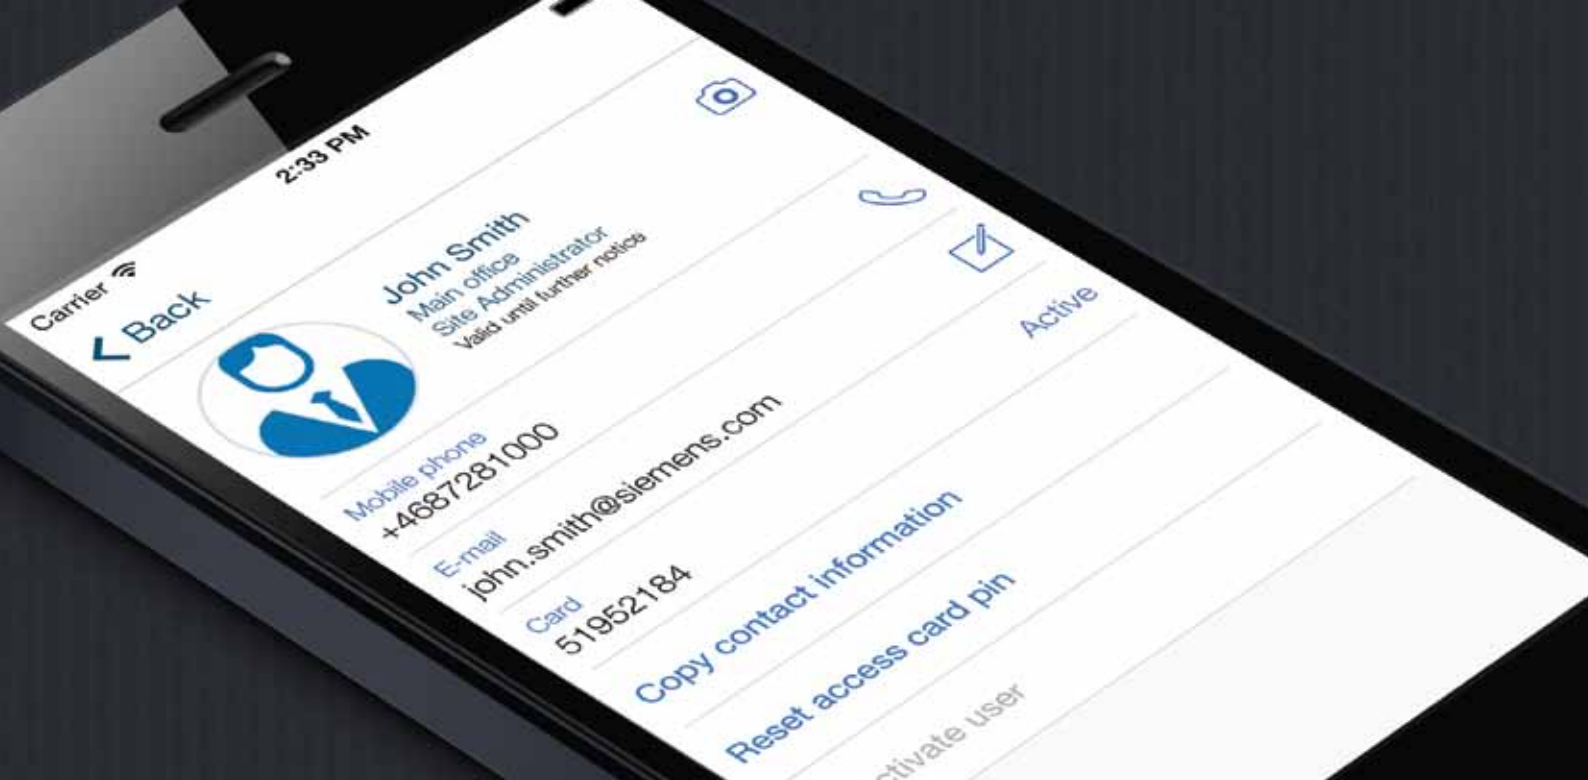 Carrier
2:33 PM
Back
John Smith
Main office
Site Administrator
Valid until further notice
Mobile phone
+4687281000
E-mail
john.smith@siemens.com
Card
51952184
Active
Copy contact information
Reset access card pin
user